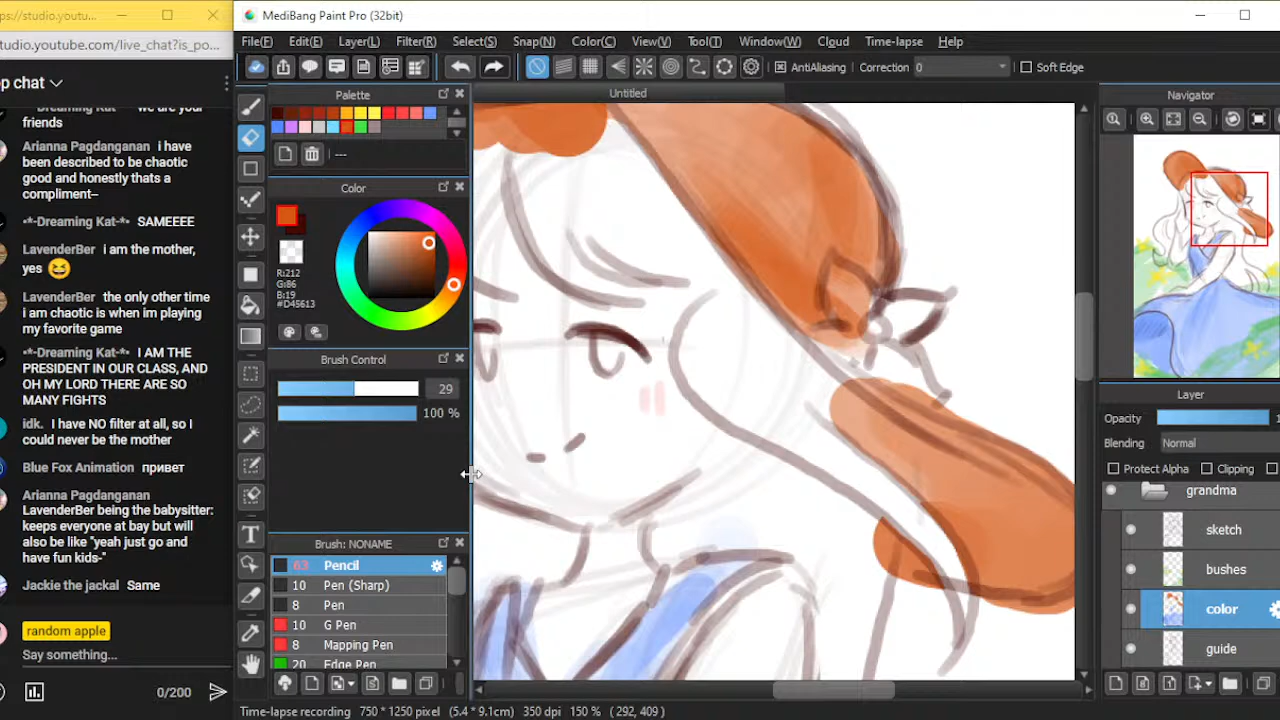 ps://studio.youtu...
tudio.youtube.com/live_chat?is_po...
op chat
-*-Dreaming Kat-*- we are your
friends
Arianna Pagdanganan i have
been described to be chaotic
good and honestly thats a
compliment--
-*-Dreaming Kat-*- SAMEEEE
LavenderBer i am the mother,
yes 😆
LavenderBer the only other time
i am chaotic is when im playing
my favorite game
-*-Dreaming Kat-*- I AM THE
PRESIDENT IN OUR CLASS, AND
OH MY LORD THERE ARE SO
MANY FIGHTS
idk. I have NO filter at all, so I
could never be the mother
Blue Fox Animation привет
Arianna Pagdanganan
LavenderBer being the babysitter:
keeps everyone at bay but will
also be like "yeah just go and
have fun kids-"
Jackie the jackal Same
random apple
Say something...
0/200
MediBang Paint Pro (32bit)
File(F) Edit(E) Layer(L) Filter(R) Select(S) Snap(N) Color(C) View(V) Tool(T) Window(W) Cloud Time-lapse Help
AntiAliasing Correction 0 Soft Edge
Palette
---
Color
R:212
G:86
B:19
#D45613
Brush Control
29
100 %
Brush: NONAME
63 Pencil
10 Pen (Sharp)
8 Pen
10 G Pen
8 Mapping Pen
20 Edge Pen
Untitled
Navigator
Layer
Opacity
Blending Normal
Protect Alpha Clipping
grandma
sketch
bushes
color
guide
Time-lapse recording 750 * 1250 pixel (5.4 * 9.1cm) 350 dpi 150 % ( 292, 409 )